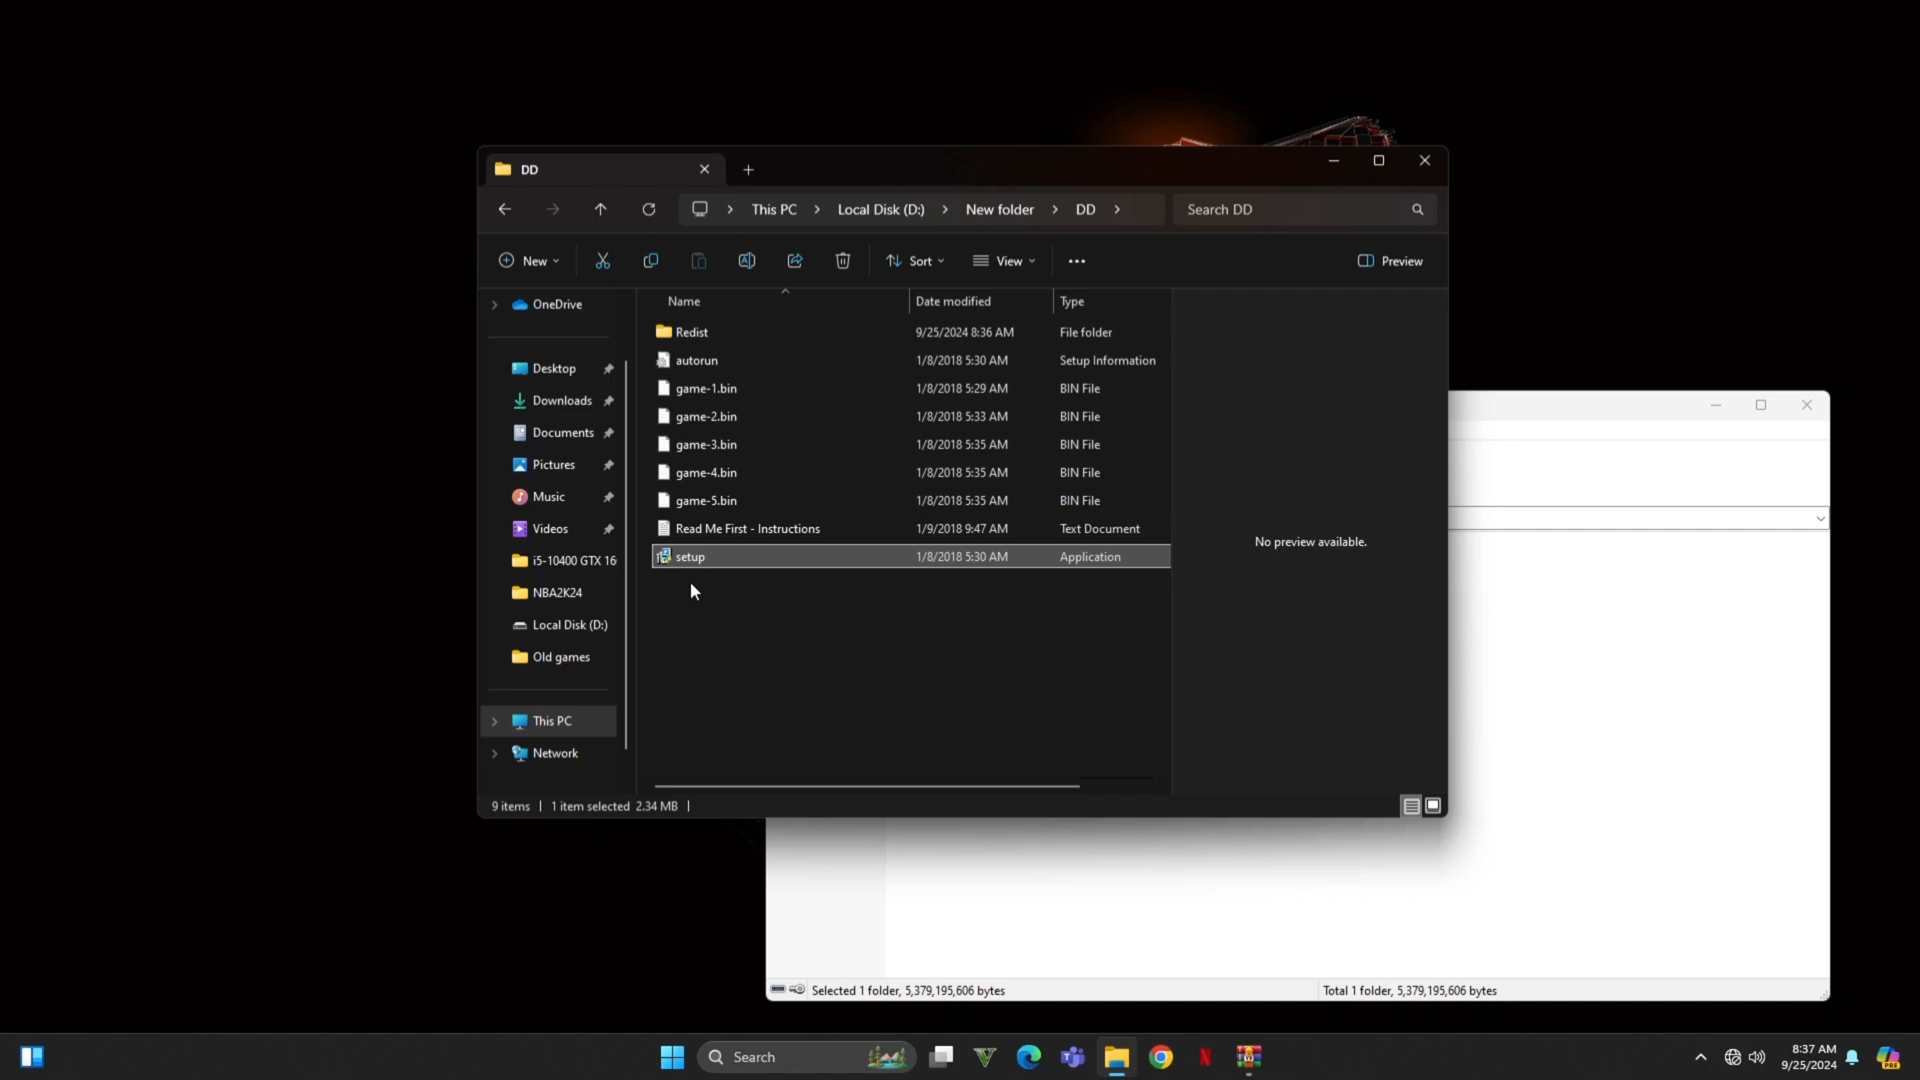 DD
This PC > Local Disk (D:) > New folder > DD >
Search DD
New
Sort
View
Preview
OneDrive
Desktop
Downloads
Documents
Pictures
Music
Videos
i5-10400 GTX 16
NBA2K24
Local Disk (D:)
Old games
This PC
Network
Name Date modified Type
Redist 9/25/2024 8:36 AM File folder
autorun 1/8/2018 5:30 AM Setup Information
game-1.bin 1/8/2018 5:29 AM BIN File
game-2.bin 1/8/2018 5:33 AM BIN File
game-3.bin 1/8/2018 5:35 AM BIN File
game-4.bin 1/8/2018 5:35 AM BIN File
game-5.bin 1/8/2018 5:35 AM BIN File
Read Me First - Instructions 1/9/2018 9:47 AM Text Document
setup 1/8/2018 5:30 AM Application
No preview available.
9 items | 1 item selected 2.34 MB |
Selected 1 folder, 5,379,195,606 bytes
Total 1 folder, 5,379,195,606 bytes
Search
8:37 AM
9/25/2024
PRE